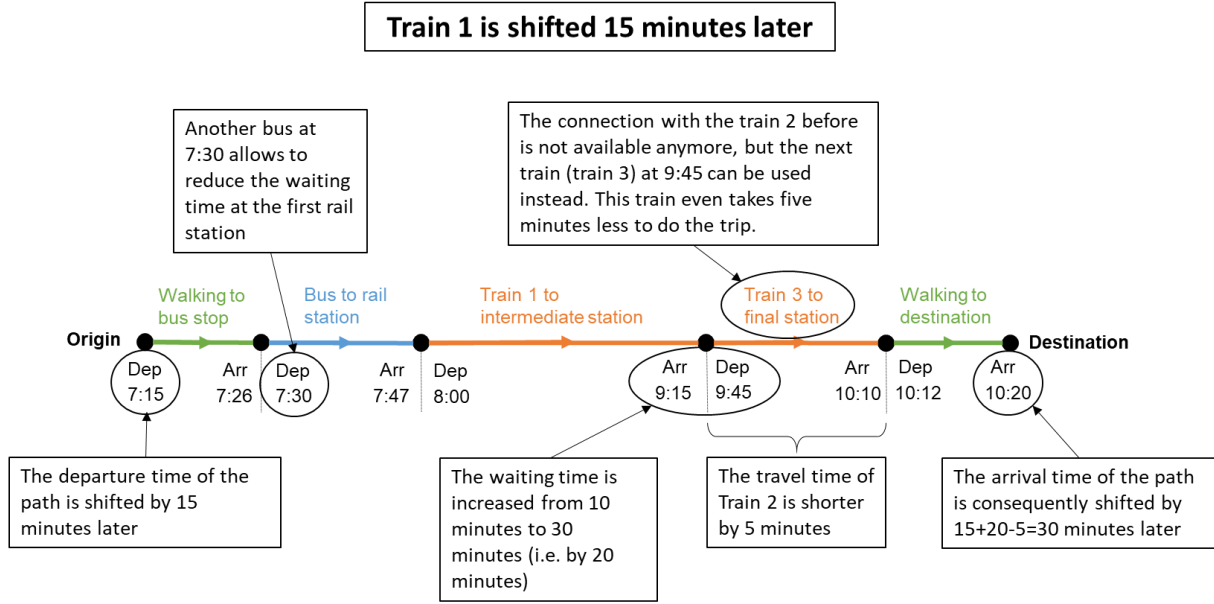 Train 1 is shifted 15 minutes later
Another bus at
7:30 allows to
reduce the waiting
time at the first rail
station
The connection with the train 2 before
is not available anymore, but the next
train (train 3) at 9:45 can be used
instead. This train even takes five
minutes less to do the trip.
Walking to
bus stop
Bus to rail
station
Train 1 to
intermediate station
Train 3 to
final station
Walking to
destination
Origin
Destination
Dep
7:15
Arr
7:26
Dep
7:30
Arr
7:47
Dep
8:00
Arr
9:15
Dep
9:45
Arr
10:10
Dep
10:12
Arr
10:20
The departure time of the
path is shifted by 15
minutes later
The waiting time is
increased from 10
minutes to 30
minutes (i.e. by 20
minutes)
The travel time of
Train 2 is shorter
by 5 minutes
The arrival time of the path
is consequently shifted by
15+20-5=30 minutes later